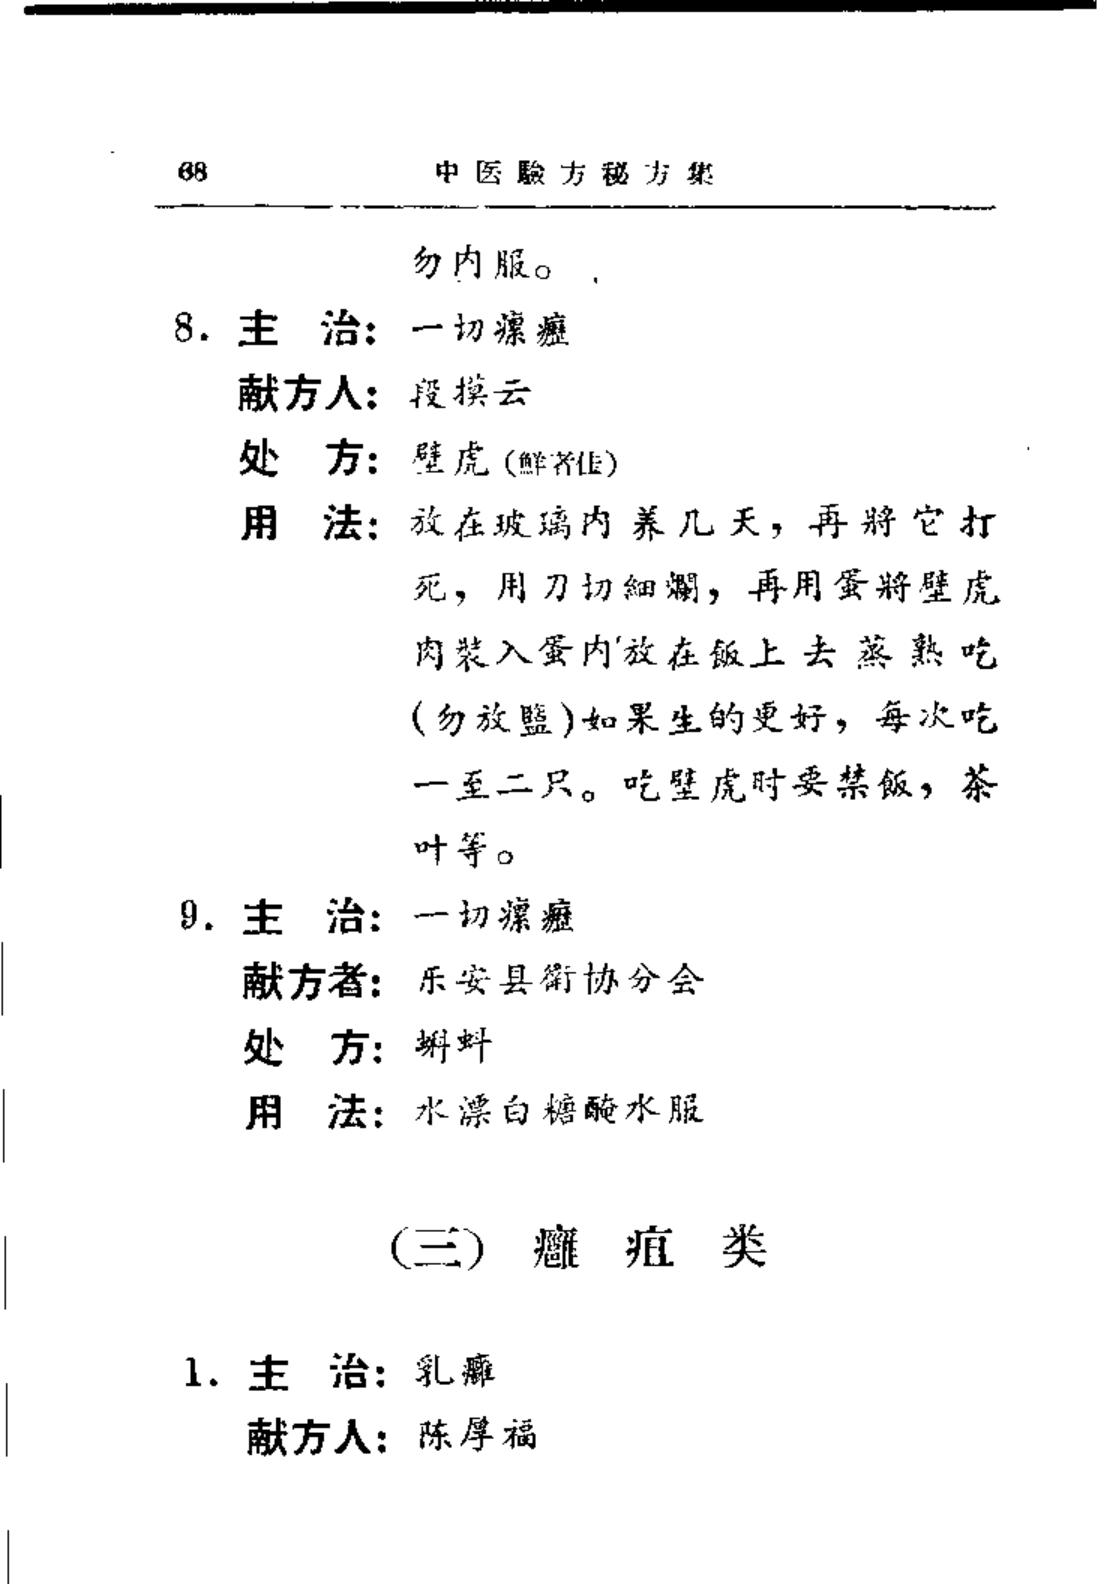 68 中医驗方秘方集
勿内服。
8. 主 治: 一切瘰癧
献方人: 段摸云
处 方: 壁虎(鮮者佳)
用 法: 放在玻璃内养几天，再將它打
死，用刀切細爛，再用蛋將壁虎
肉裝入蛋内放在飯上去蒸熟吃
(勿放盬)如果生的更好，每次吃
一至二只。吃壁虎时要禁飯，茶
叶等。
9. 主 治: 一切瘰癧
献方者: 乐安县衛协分会
处 方: 蝌蚪
用 法: 水漂白糖醃水服
(三) 癰疽类
1. 主 治: 乳癰
献方人: 陈厚福